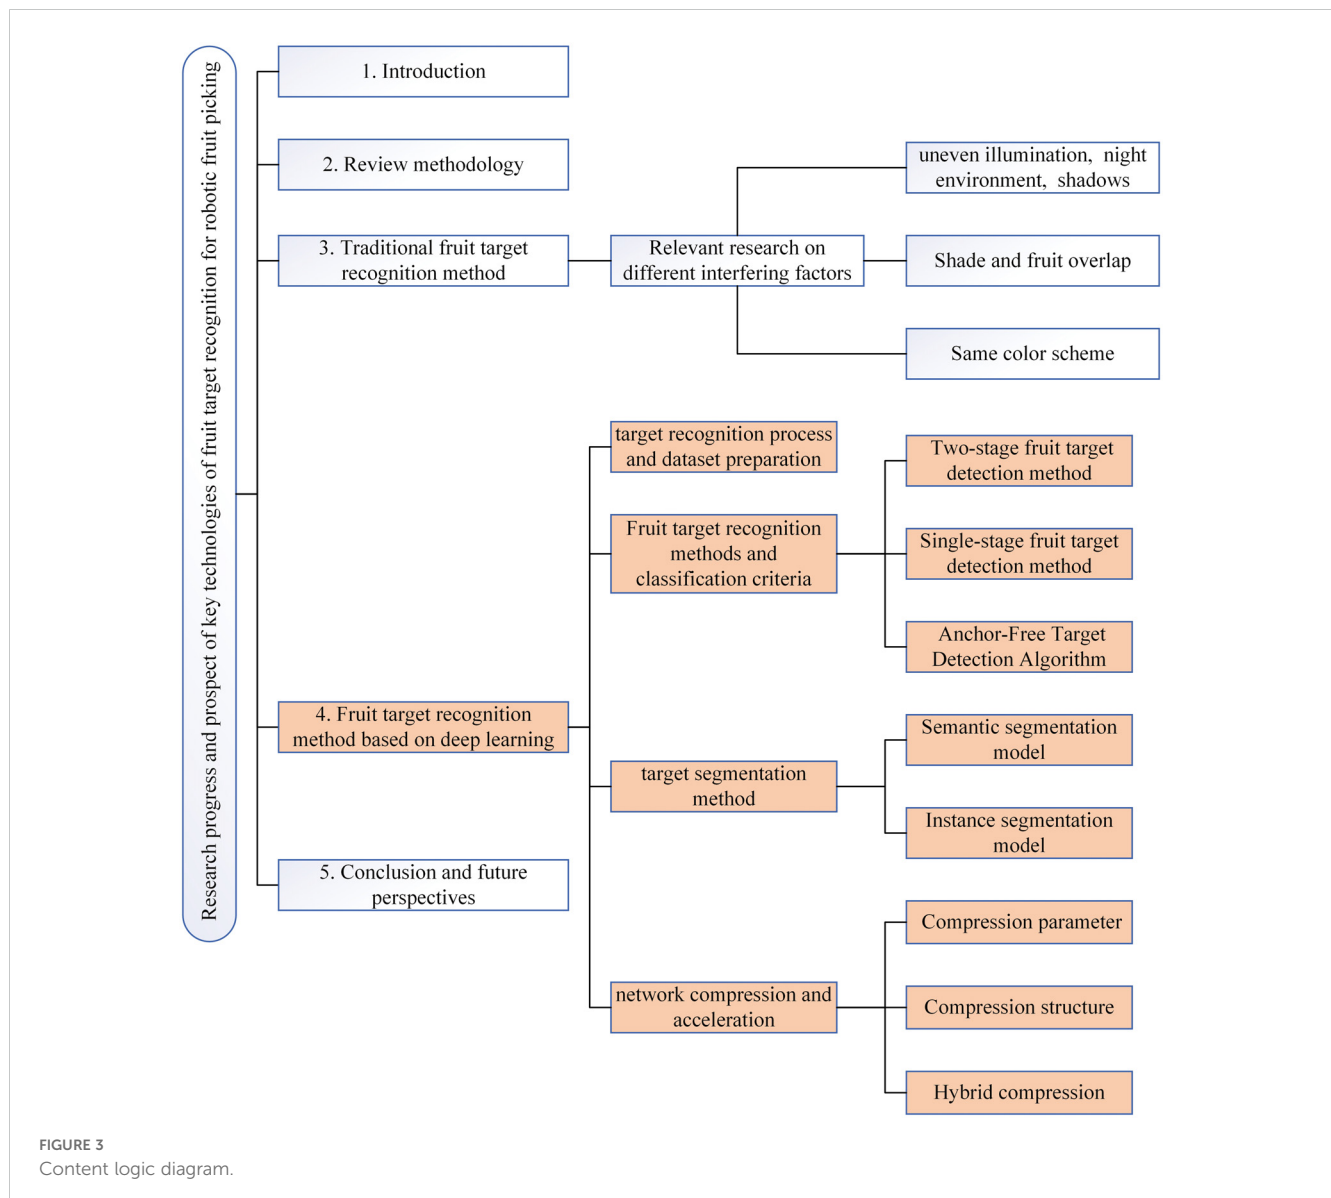 Research progress and prospect of key technologies of fruit target recognition for robotic fruit picking
1. Introduction
2. Review methodology
3. Traditional fruit target
recognition method
Relevant research on
different interfering factors
uneven illumination, night
environment, shadows
Shade and fruit overlap
Same color scheme
4. Fruit target recognition
method based on deep learning
target recognition process
and dataset preparation
Fruit target recognition
methods and
classification criteria
Two-stage fruit target
detection method
Single-stage fruit target
detection method
Anchor-Free Target
Detection Algorithm
target segmentation
method
Semantic segmentation
model
Instance segmentation
model
network compression and
acceleration
Compression parameter
Compression structure
Hybrid compression
5. Conclusion and future
perspectives
FIGURE 3
Content logic diagram.